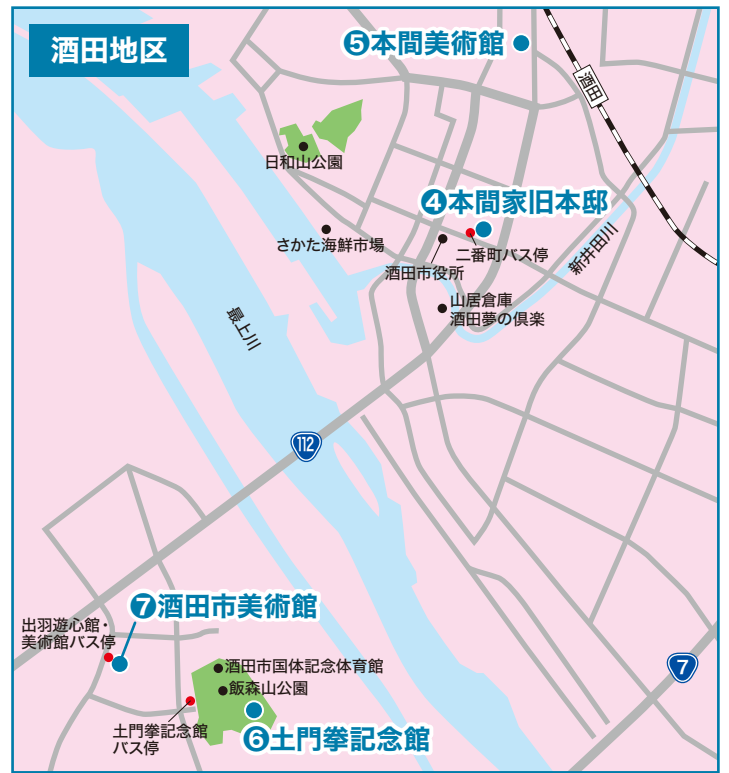 酒田地区
❺本間美術館
酒田
日和山公園
❹本間家旧本邸
さかた海鮮市場
二番町バス停
酒田市役所
新井田川
山居倉庫
酒田夢の倶楽
最上川
112
❼酒田市美術館
出羽遊心館・
美術館バス停
酒田市国体記念体育館
飯森山公園
7
土門拳記念館
バス停
❻土門拳記念館